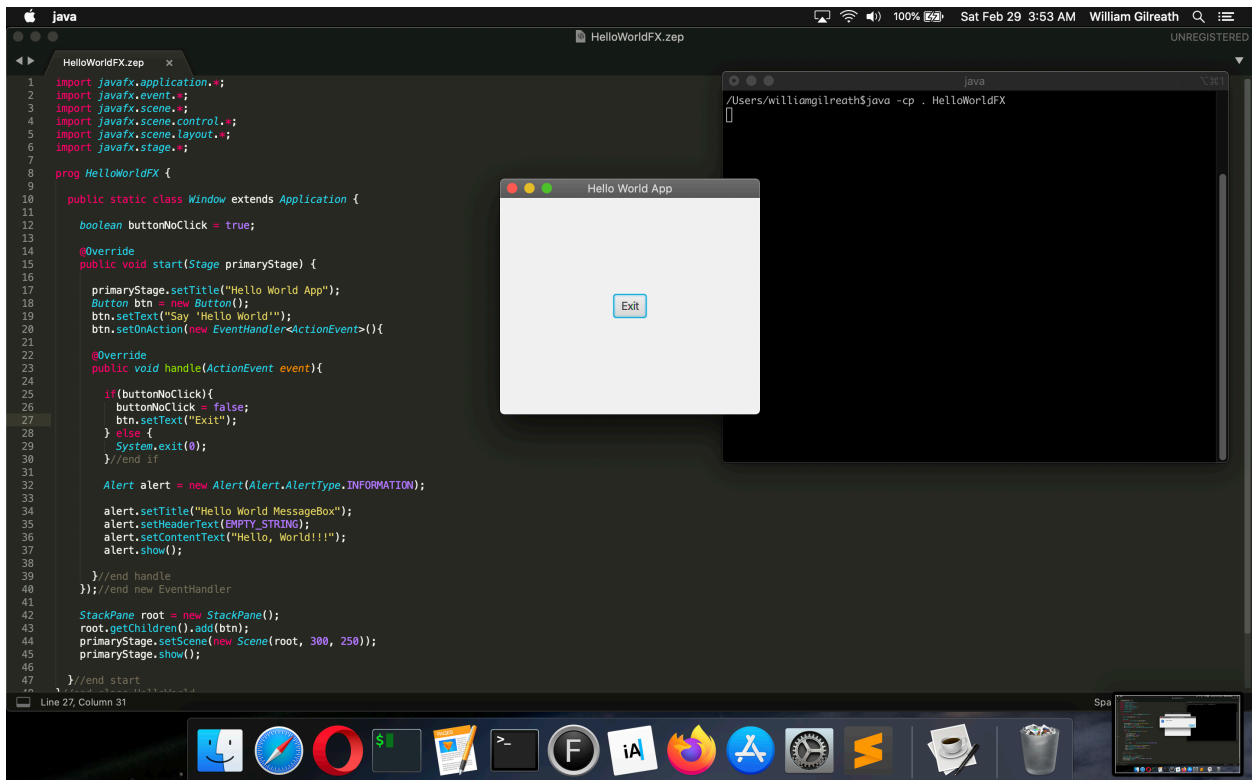 java
100%
Sat Feb 29 3:53 AM
William Gilreath
HelloWorldFX.zep
UNREGISTERED
HelloWorldFX.zep ×
1 import javafx.application.*;
2 import javafx.event.*;
3 import javafx.scene.*;
4 import javafx.scene.control.*;
5 import javafx.scene.layout.*;
6 import javafx.stage.*;
7
8 prog HelloWorldFX {
9
10 public static class Window extends Application {
11
12 boolean buttonNoClick = true;
13
14 @Override
15 public void start(Stage primaryStage) {
16
17 primaryStage.setTitle("Hello World App");
18 Button btn = new Button();
19 btn.setText("Say 'Hello World'");
20 btn.setOnAction(new EventHandler<ActionEvent>(){
21
22 @Override
23 public void handle(ActionEvent event){
24
25 if(buttonNoClick){
26 buttonNoClick = false;
27 btn.setText("Exit");
28 } else {
29 System.exit(0);
30 }//end if
31
32 Alert alert = new Alert(Alert.AlertType.INFORMATION);
33
34 alert.setTitle("Hello World MessageBox");
35 alert.setHeaderText(EMPTY_STRING);
36 alert.setContentText("Hello, World!!!");
37 alert.show();
38
39 }//end handle
40 });//end new EventHandler
41
42 StackPane root = new StackPane();
43 root.getChildren().add(btn);
44 primaryStage.setScene(new Scene(root, 300, 250));
45 primaryStage.show();
46
47 }//end start
java
⌥⌘1
/Users/williamgilreath$java -cp . HelloWorldFX
Hello World App
Exit
Line 27, Column 31
Spa
$
PAGES
>_
F
iA